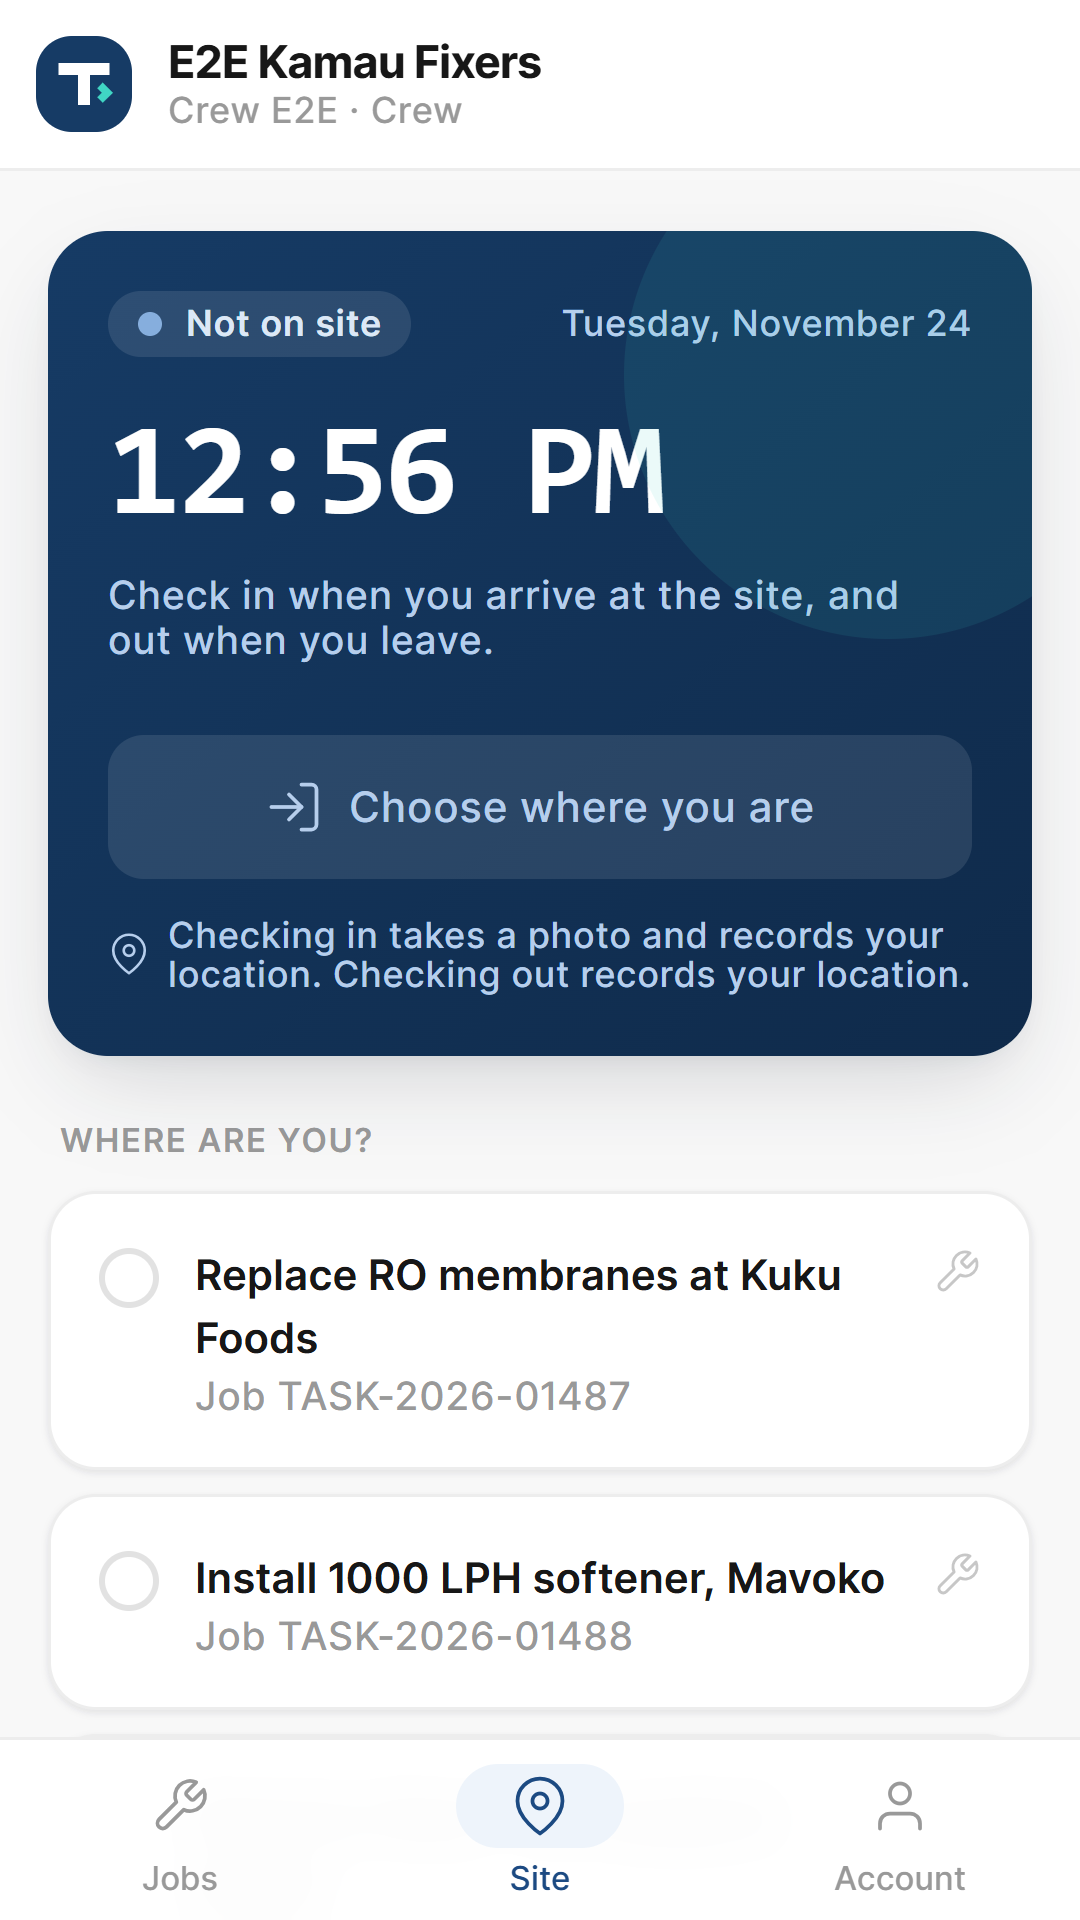 E2E Kamau Fixers
Crew E2E · Crew
Not on site
Tuesday, November 24
12:56 PM
Check in when you arrive at the site, and
out when you leave.
Choose where you are
Checking in takes a photo and records your
location. Checking out records your location.
WHERE ARE YOU?
Replace RO membranes at Kuku
Foods
Job TASK-2026-01487
Install 1000 LPH softener, Mavoko
Job TASK-2026-01488
Jobs
Site
Account